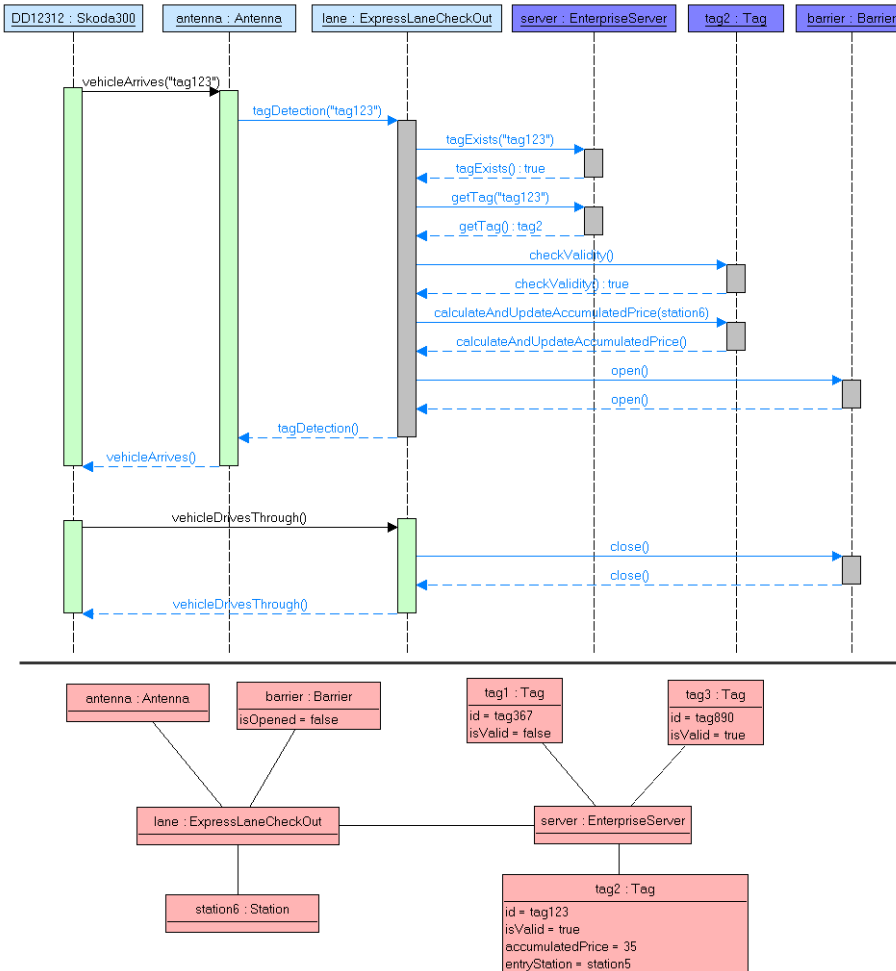 DD12312 : Skoda300
antenna : Antenna
lane : ExpressLaneCheckOut
server : EnterpriseServer
tag2 : Tag
barrier : Barrier
vehicleArrives("tag123")
tagDetection("tag123")
tagExists("tag123")
tagExists() : true
getTag("tag123")
getTag() : tag2
checkValidity()
checkValidity() : true
calculateAndUpdateAccumulatedPrice(station6)
calculateAndUpdateAccumulatedPrice()
open()
open()
tagDetection()
vehicleArrives()
vehicleDrivesThrough()
close()
close()
vehicleDrivesThrough()
antenna : Antenna
barrier : Barrier
isOpened = false
tag1 : Tag
id = tag367
isValid = false
tag3 : Tag
id = tag890
isValid = true
lane : ExpressLaneCheckOut
server : EnterpriseServer
station6 : Station
tag2 : Tag
id = tag123
isValid = true
accumulatedPrice = 35
entryStation = station5